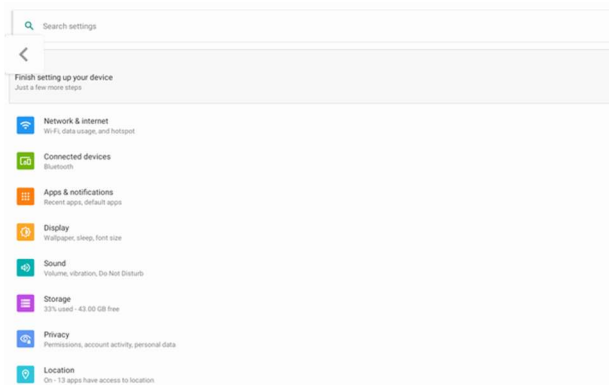 Search settings
Finish setting up your device
Just a few more steps
Network & internet
Wi-Fi, data usage, and hotspot
Connected devices
Bluetooth
Apps & notifications
Recent apps, default apps
Display
Wallpaper, sleep, font size
Sound
Volume, vibration, Do Not Disturb
Storage
33% used - 43.00 GB free
Privacy
Permissions, account activity, personal data
Location
On - 13 apps have access to location